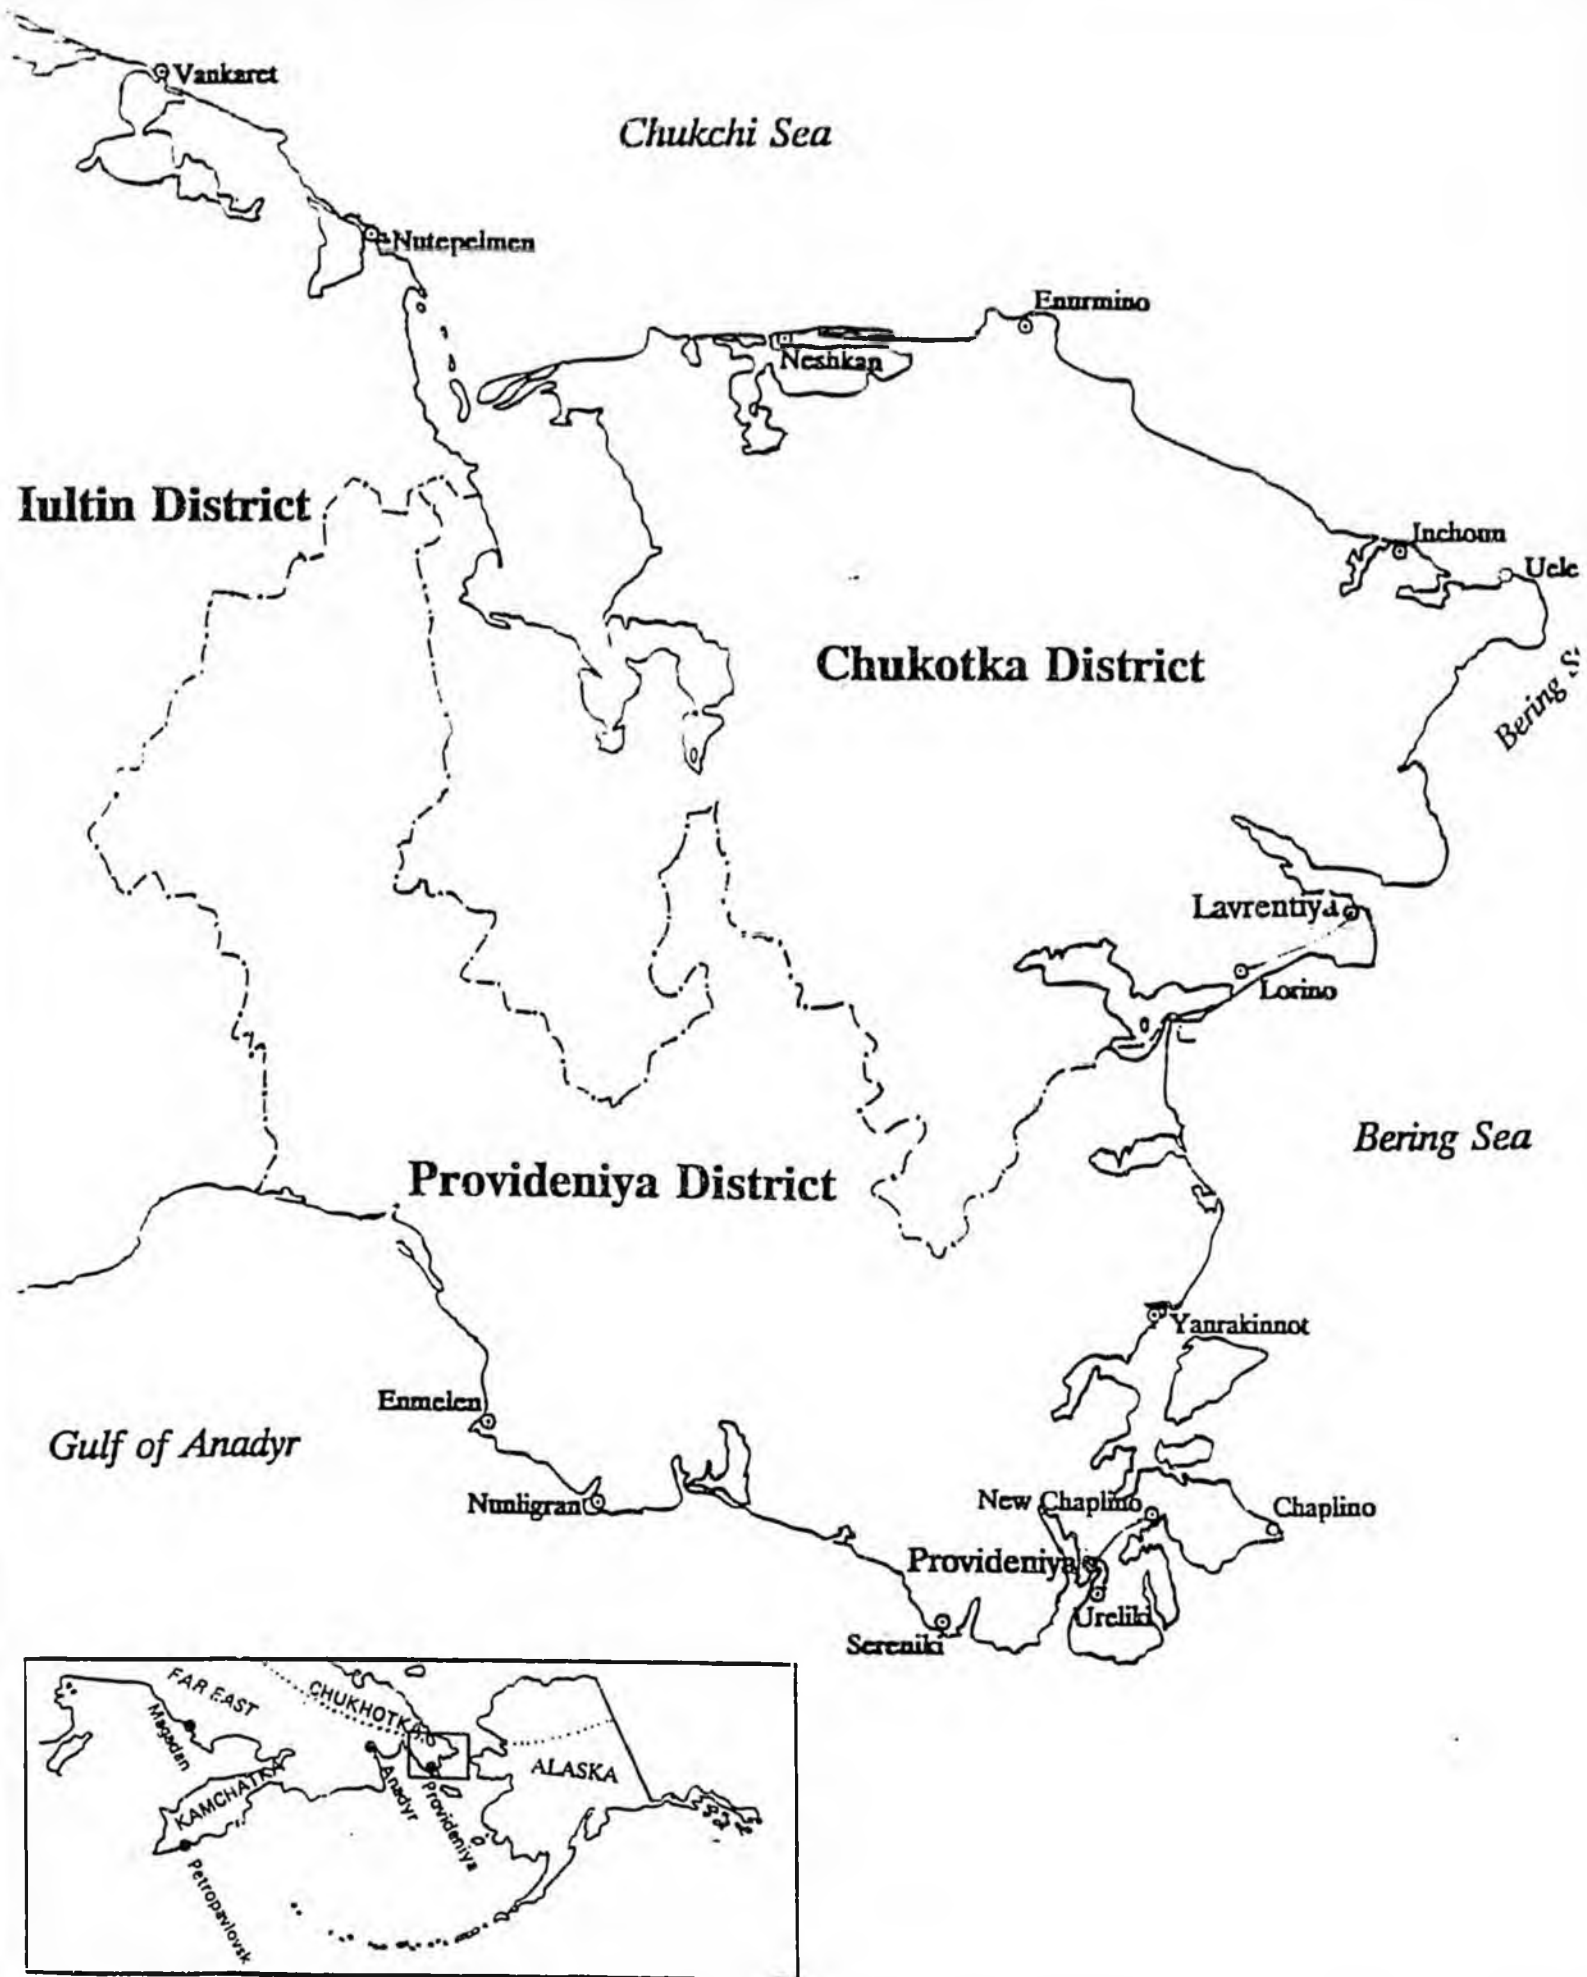 Vankaret
Chukchi Sea
Nutepelmen
Enurmino
Neshkan
Iultin District
Inchoun
Uele
Chukotka District
Bering S
Lavrentiya
Lorino
Bering Sea
Provideniya District
Yanrakinnot
Enmelen
Gulf of Anadyr
Nunligran
New Chaplino
Chaplino
Provideniya
Ureliki
Sereniki
FAR EAST
CHUKHOTKA
Magadan
ALASKA
KAMCHATKA
Anadyr
Provideniya
Petropavlovsk